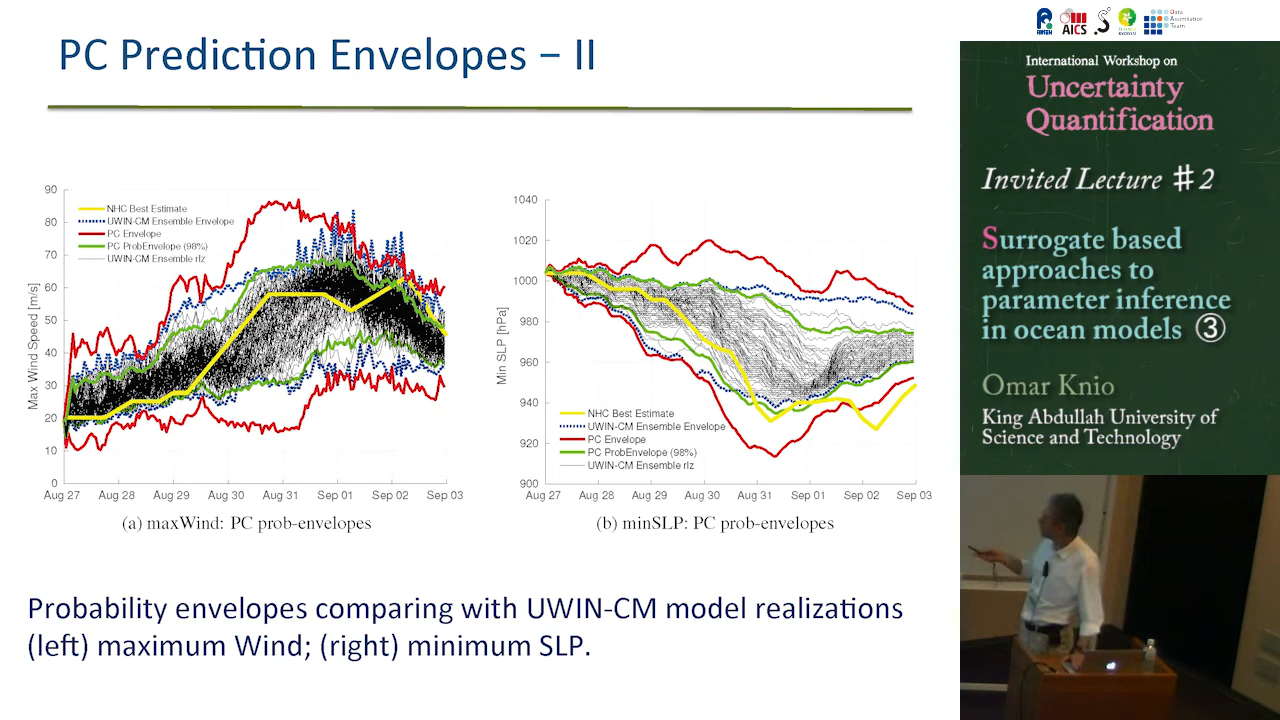 PC Prediction Envelopes – II
90
80
70
60
50
40
30
20
10
0
Max Wind Speed [m/s]
NHC Best Estimate
UWIN-CM Ensemble Envelope
PC Envelope
PC ProbEnvelope (98%)
UWIN-CM Ensemble rlz
Aug 27 Aug 28 Aug 29 Aug 30 Aug 31 Sep 01 Sep 02 Sep 03
(a) maxWind: PC prob-envelopes
1040
1020
1000
980
960
940
920
900
Min SLP [hPa]
NHC Best Estimate
UWIN-CM Ensemble Envelope
PC Envelope
PC ProbEnvelope (98%)
UWIN-CM Ensemble rlz
Aug 27 Aug 28 Aug 29 Aug 30 Aug 31 Sep 01 Sep 02 Sep 03
(b) minSLP: PC prob-envelopes
Probability envelopes comparing with UWIN-CM model realizations
(left) maximum Wind; (right) minimum SLP.
AICS
Data
Assimilation
Team
International Workshop on
Uncertainty
Quantification
Invited Lecture #2
Surrogate based
approaches to
parameter inference
in ocean models ③
Omar Knio
King Abdullah University of
Science and Technology